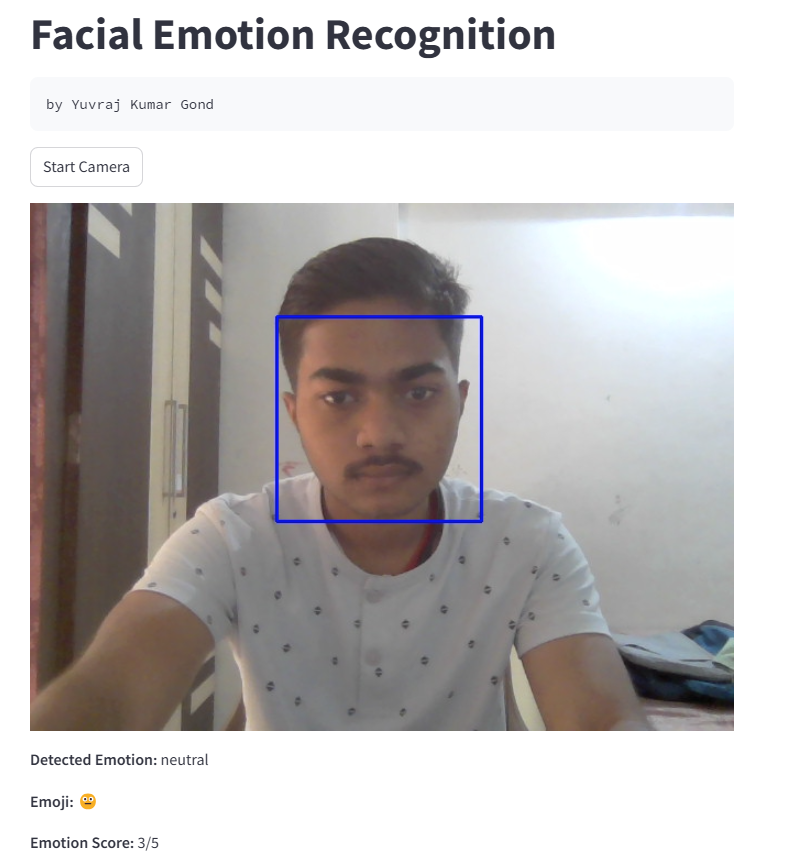 Facial Emotion Recognition
by Yuvraj Kumar Gond
Start Camera
Detected Emotion: neutral
Emoji: 😐
Emotion Score: 3/5